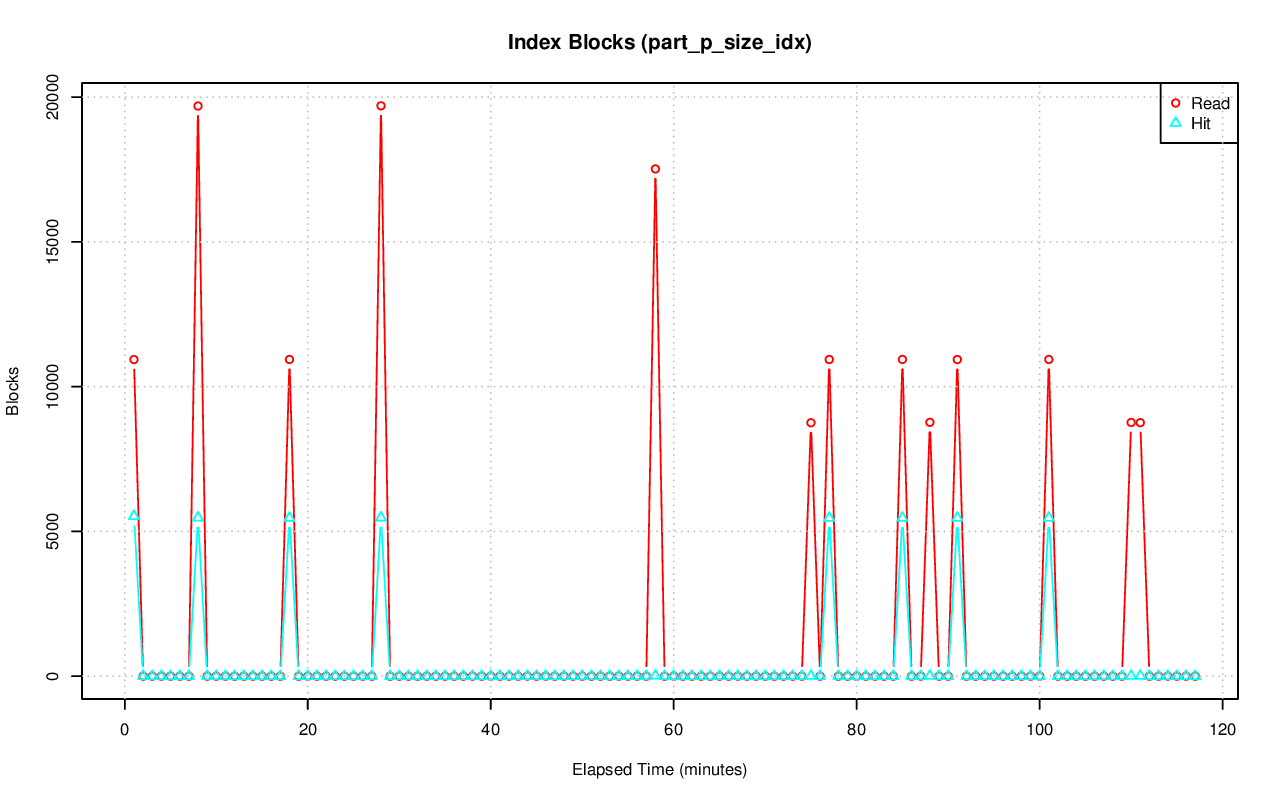 Index Blocks (part_p_size_idx)
Read
Hit
Blocks
20000
15000
10000
5000
0
0 20 40 60 80 100 120
Elapsed Time (minutes)